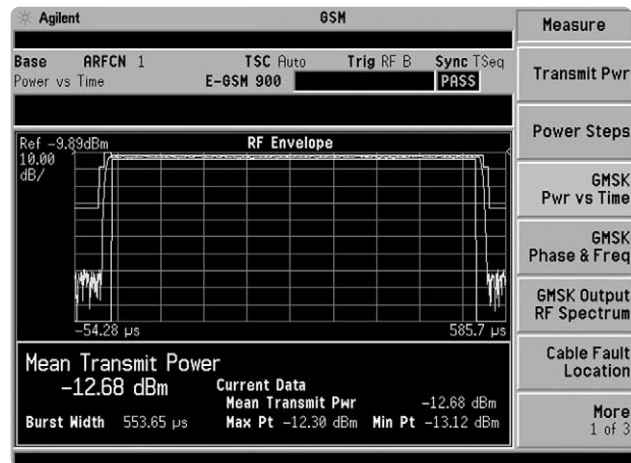 Agilent GSM
Base ARFCN 1 TSC Auto Trig RF B Sync TSeq
Power vs Time E-GSM 900 PASS
Ref -9.89dBm RF Envelope
10.00
dB/
-54.28 µs 585.7 µs
Mean Transmit Power
-12.68 dBm
Current Data
Mean Transmit Pwr -12.68 dBm
Burst Width 553.65 µs Max Pt -12.30 dBm Min Pt -13.12 dBm
Measure
Transmit Pwr
Power Steps
GMSK
Pwr vs Time
GMSK
Phase & Freq
GMSK Output
RF Spectrum
Cable Fault
Location
More
1 of 3